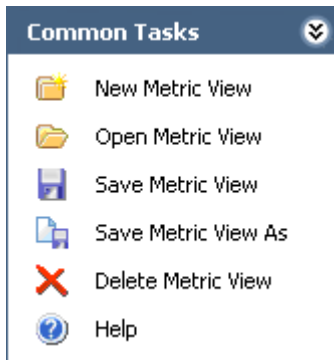 Common Tasks
New Metric View
Open Metric View
Save Metric View
Save Metric View As
Delete Metric View
Help